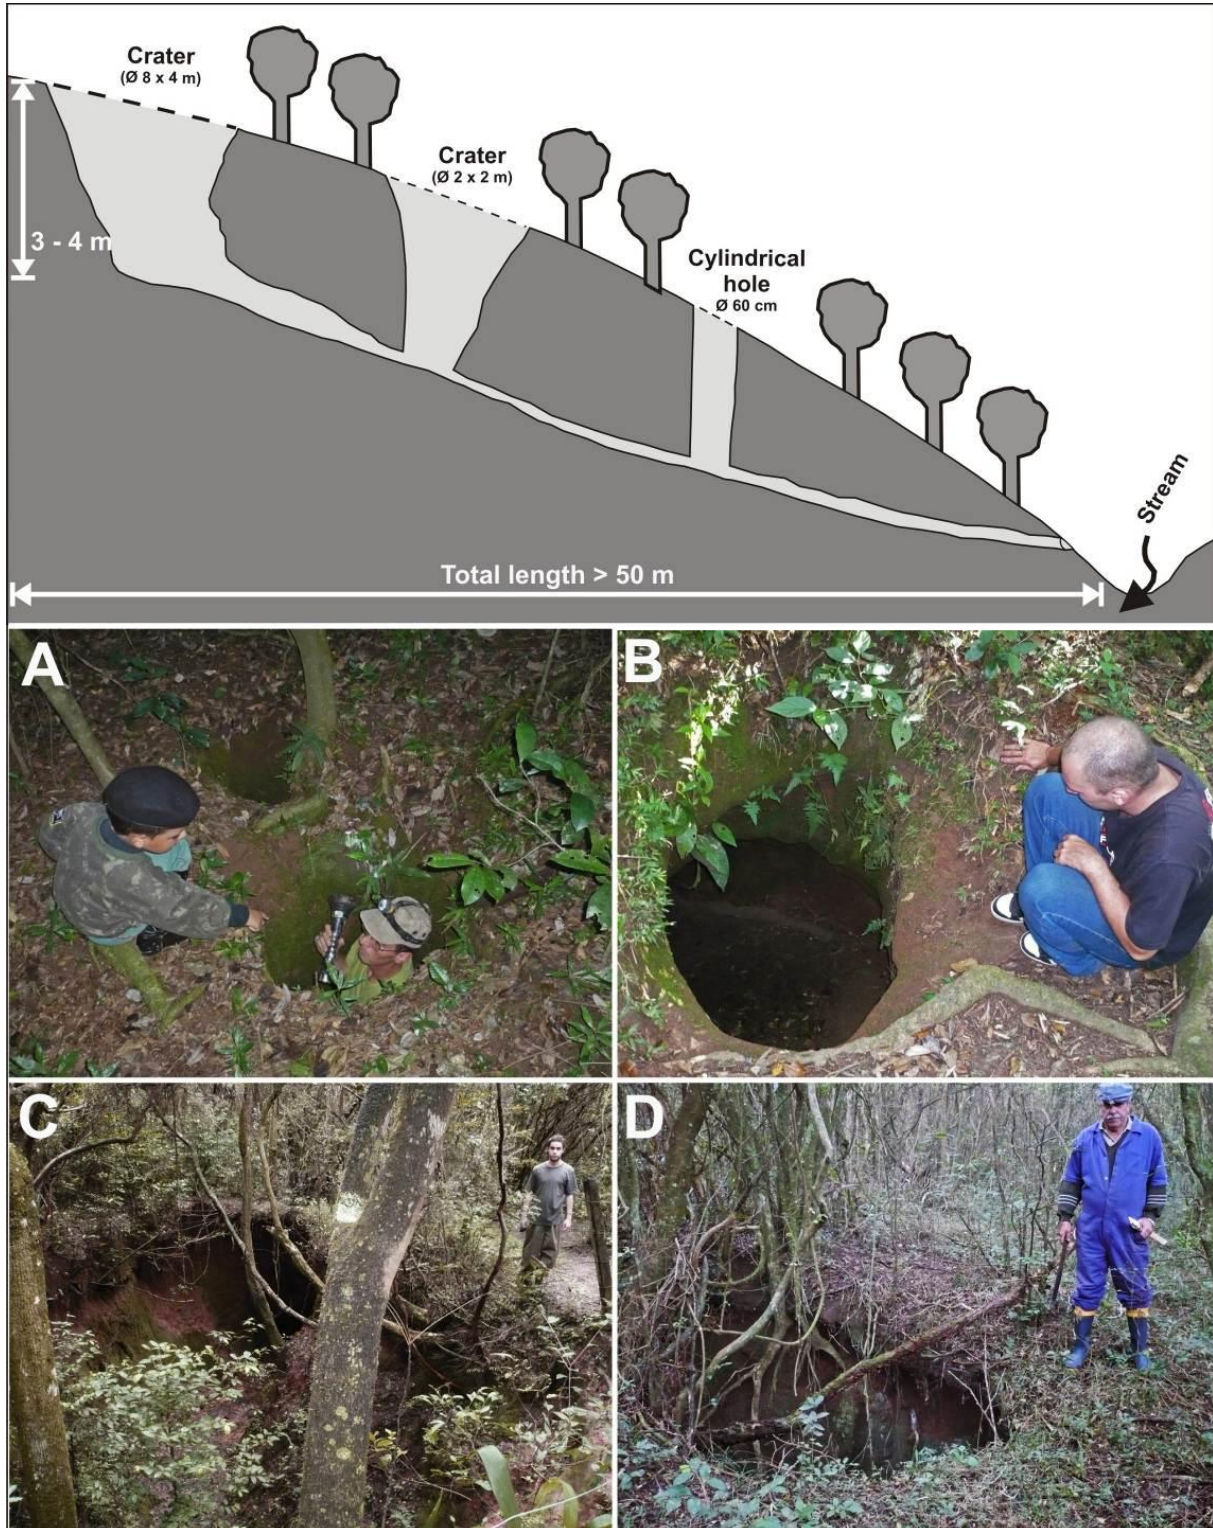 Crater
(Ø 8 x 4 m)
Crater
(Ø 2 x 2 m)
3 - 4 m
Cylindrical
hole
Ø 60 cm
Stream
Total length > 50 m
A
B
C
D